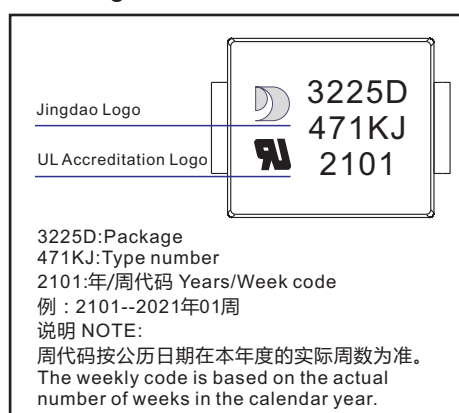 3225D
471KJ
2101
Jingdao Logo
UL Accreditation Logo
3225D:Package
471KJ:Type number
2101:年/周代码 Years/Week code
例：2101--2021年01周
说明 NOTE:
周代码按公历日期在本年度的实际周数为准。
The weekly code is based on the actual
number of weeks in the calendar year.